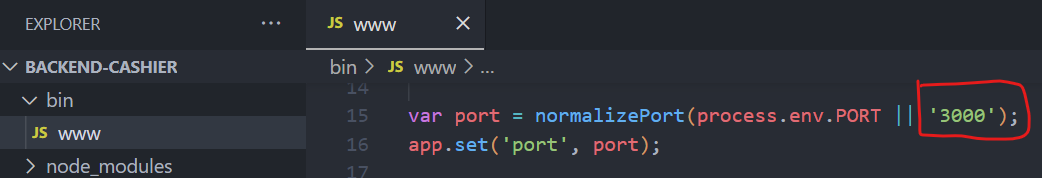 EXPLORER ...
JS www ×
BACKEND-CASHIER
bin > JS www > ...
bin
14
JS www
15 var port = normalizePort(process.env.PORT || '3000');
16 app.set('port', port);
node_modules
17